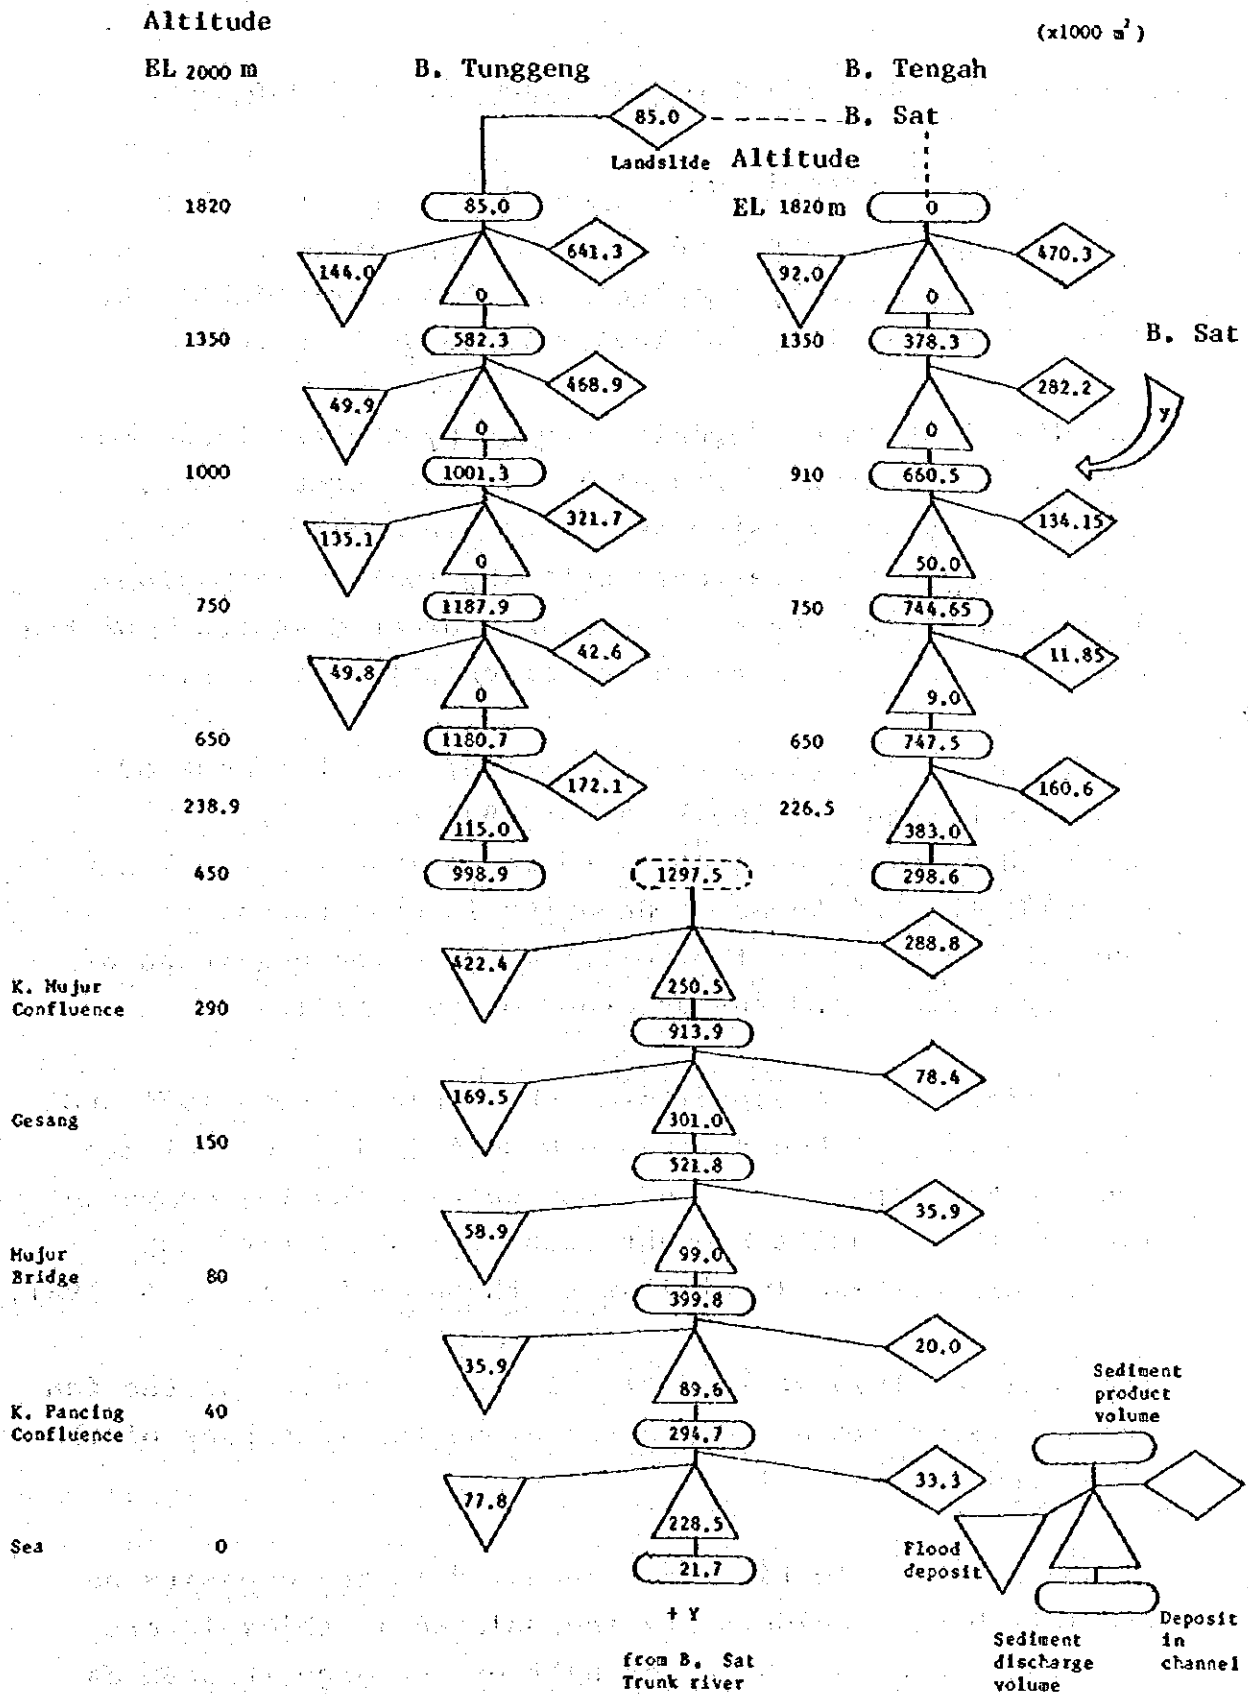 Altitude
(x1000 m²)
EL 2000 m B. Tunggeng B. Tengah
85.0 B. Sat
Landslide Altitude
1820 85.0 EL 1820 m 0
641.3 470.3
144.0 92.0
0 0
1350 582.3 1350 378.3 B. Sat
468.9 282.2
49.9 y
0 0
1000 1001.3 910 660.5
321.7 134.15
135.1
0 50.0
750 1187.9 750 744.65
42.6 11.85
49.8
0 9.0
650 1180.7 650 747.5
172.1 160.6
238.9 226.5
115.0 383.0
450 998.9 1297.5 298.6
288.8
422.4
250.5
K. Mujur
Confluence 290
913.9
78.4
169.5
Gesang 301.0
150
521.8
35.9
58.9
Mujur 99.0
Bridge 80
399.8
20.0
35.9
89.6
K. Pancing 40
Confluence
294.7
33.3
77.8
228.5
Sea 0
21.7
+ Y
from B. Sat
Trunk river
Sediment
product
volume
Flood
deposit
Sediment
discharge
volume
Deposit
in
channel